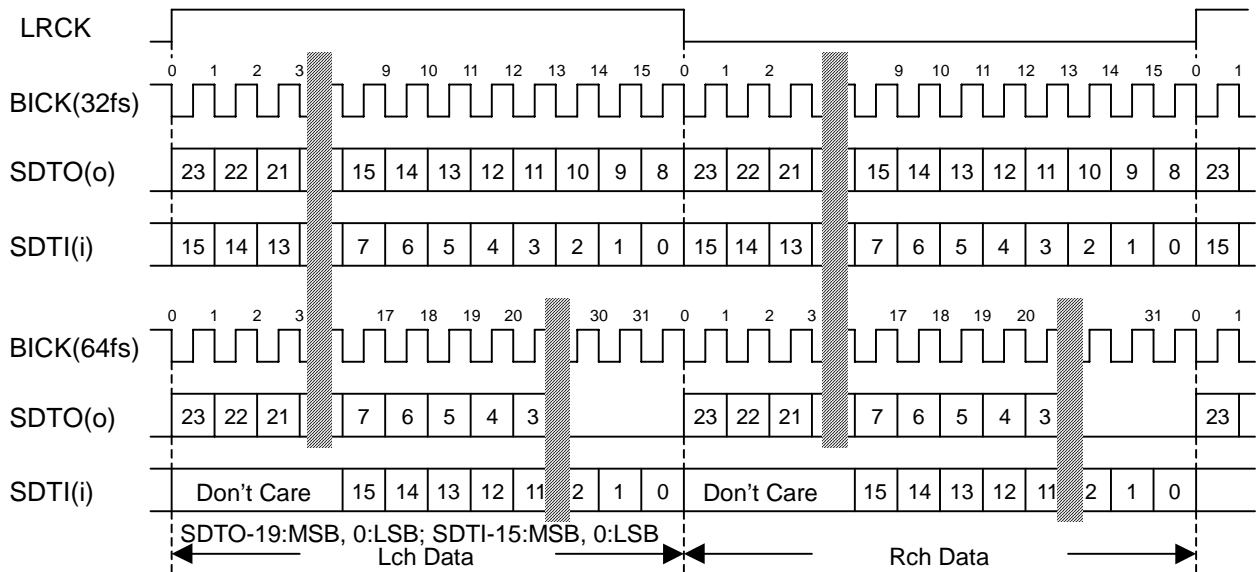 LRCK
0 1 2 3 9 10 11 12 13 14 15 0 1 2 9 10 11 12 13 14 15 0 1
BICK(32fs)
SDTO(o) 23 22 21 15 14 13 12 11 10 9 8 23 22 21 15 14 13 12 11 10 9 8 23
SDTI(i) 15 14 13 7 6 5 4 3 2 1 0 15 14 13 7 6 5 4 3 2 1 0 15
0 1 2 3 17 18 19 20 30 31 0 1 2 3 17 18 19 20 31 0 1
BICK(64fs)
SDTO(o) 23 22 21 7 6 5 4 3 23 22 21 7 6 5 4 3 23
SDTI(i) Don't Care 15 14 13 12 11 2 1 0 Don't Care 15 14 13 12 11 2 1 0
SDTO-19:MSB, 0:LSB; SDTI-15:MSB, 0:LSB
Lch Data Rch Data